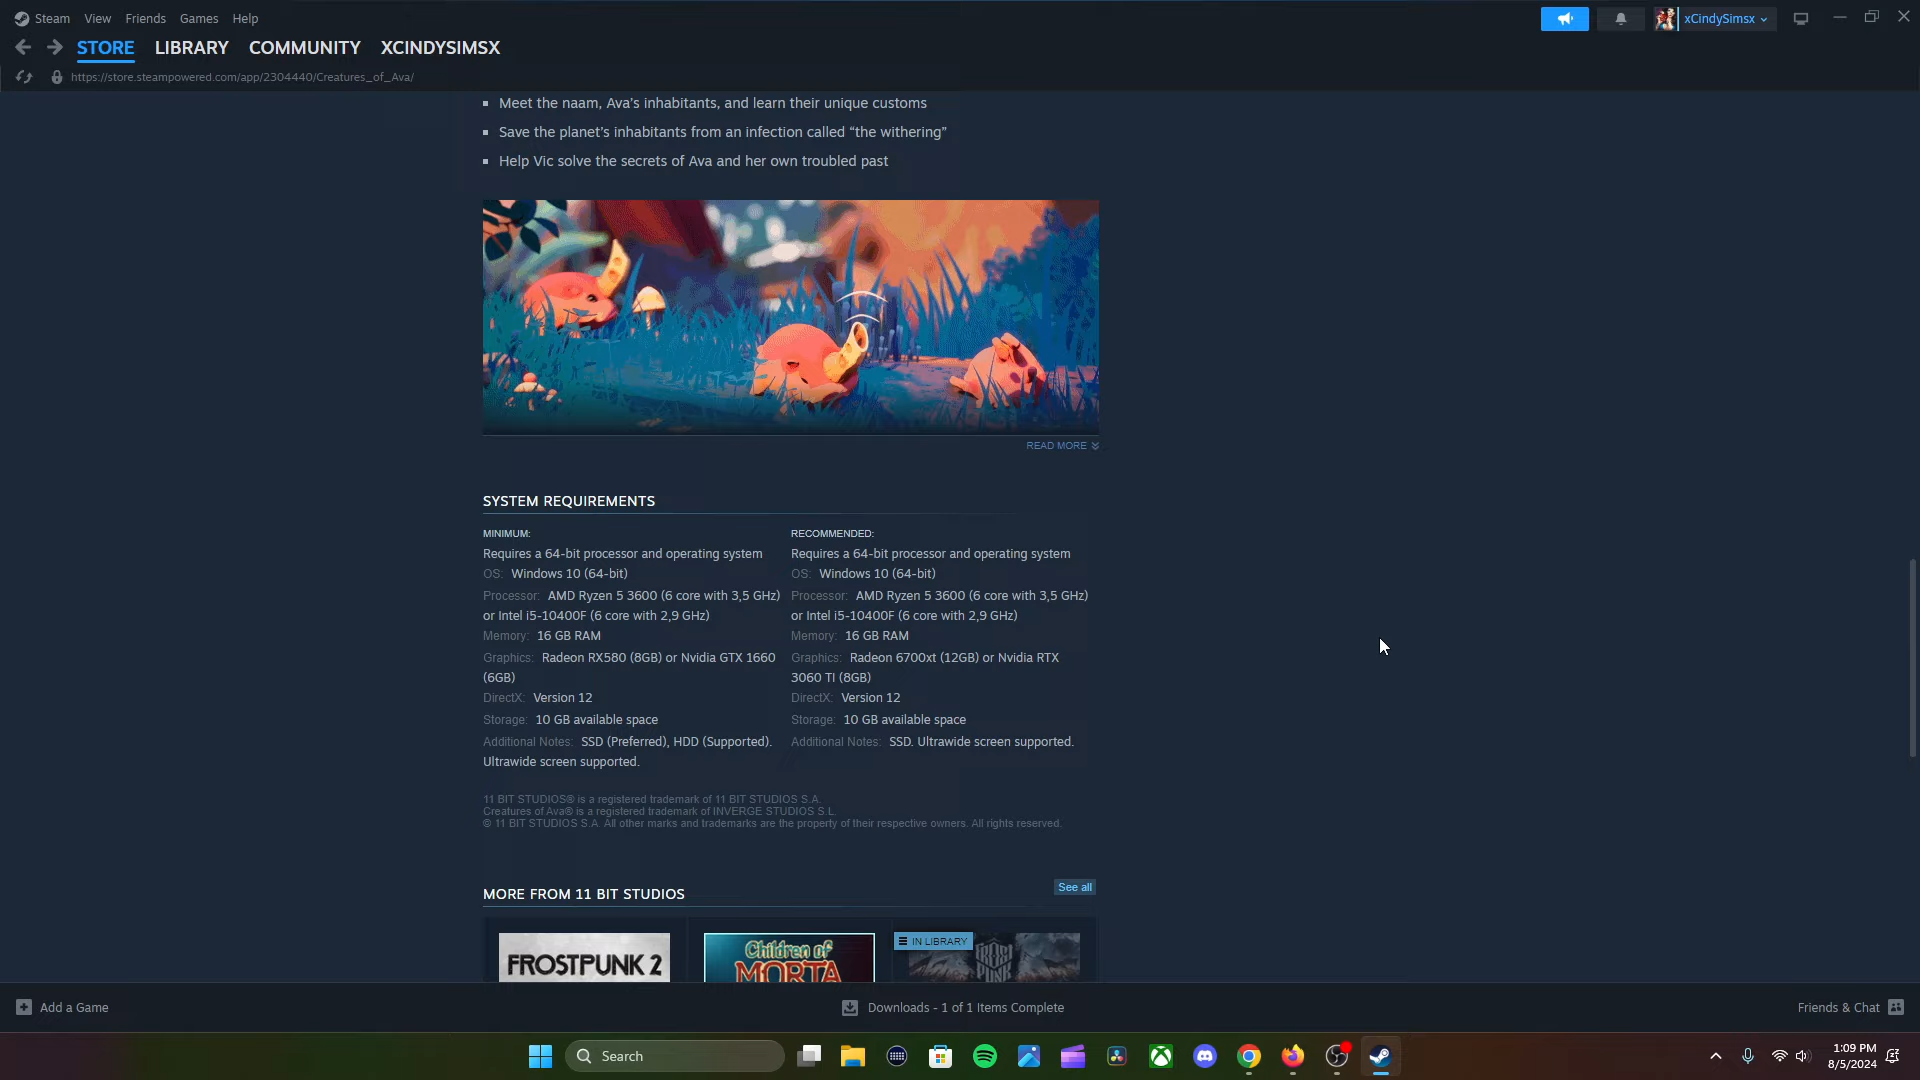 Steam View Friends Games Help
xCindySimsx
STORE LIBRARY COMMUNITY XCINDYSIMSX
https://store.steampowered.com/app/2304440/Creatures_of_Ava/
Meet the naam, Ava's inhabitants, and learn their unique customs
Save the planet's inhabitants from an infection called “the withering”
Help Vic solve the secrets of Ava and her own troubled past
READ MORE
SYSTEM REQUIREMENTS
MINIMUM:
Requires a 64-bit processor and operating system
OS: Windows 10 (64-bit)
Processor: AMD Ryzen 5 3600 (6 core with 3,5 GHz)
or Intel i5-10400F (6 core with 2,9 GHz)
Memory: 16 GB RAM
Graphics: Radeon RX580 (8GB) or Nvidia GTX 1660
(6GB)
DirectX: Version 12
Storage: 10 GB available space
Additional Notes: SSD (Preferred), HDD (Supported).
Ultrawide screen supported.
RECOMMENDED:
Requires a 64-bit processor and operating system
OS: Windows 10 (64-bit)
Processor: AMD Ryzen 5 3600 (6 core with 3,5 GHz)
or Intel i5-10400F (6 core with 2,9 GHz)
Memory: 16 GB RAM
Graphics: Radeon 6700xt (12GB) or Nvidia RTX
3060 TI (8GB)
DirectX: Version 12
Storage: 10 GB available space
Additional Notes: SSD. Ultrawide screen supported.
11 BIT STUDIOS® is a registered trademark of 11 BIT STUDIOS S.A.
Creatures of Ava® is a registered trademark of INVERGE STUDIOS S.L.
© 11 BIT STUDIOS S.A. All other marks and trademarks are the property of their respective owners. All rights reserved.
MORE FROM 11 BIT STUDIOS
See all
FROSTPUNK 2
Children of
MORTA
IN LIBRARY
FROST
PUNK
Add a Game
Downloads - 1 of 1 Items Complete
Friends & Chat
Search
1:09 PM
8/5/2024